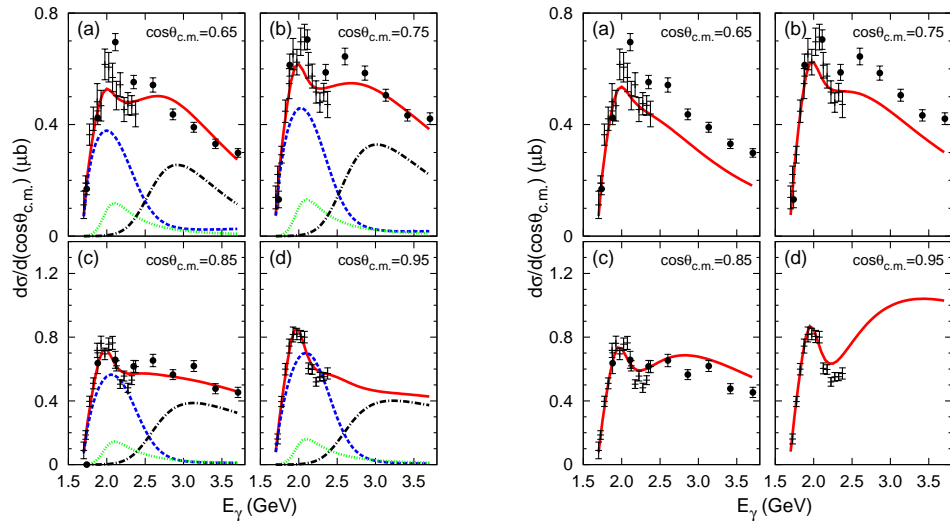 (a) cosθc.m.=0.65
(b) cosθc.m.=0.75
(c) cosθc.m.=0.85
(d) cosθc.m.=0.95
0
0.4
0.8
0
0.4
0.8
1.2
1.5 2.0 2.5 3.0 3.5
1.5 2.0 2.5 3.0 3.5
dσ/d(cosθc.m.) (μb)
Eγ (GeV)
(a) cosθc.m.=0.65
(b) cosθc.m.=0.75
(c) cosθc.m.=0.85
(d) cosθc.m.=0.95
0
0.4
0.8
0
0.4
0.8
1.2
1.5 2.0 2.5 3.0 3.5
1.5 2.0 2.5 3.0 3.5
dσ/d(cosθc.m.) (μb)
Eγ (GeV)